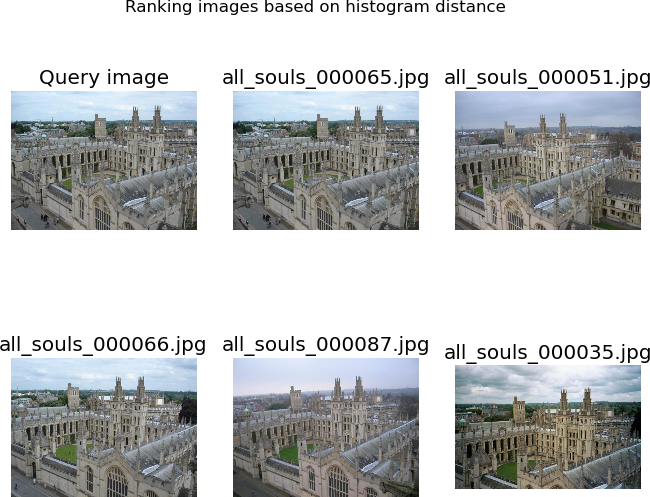 Ranking images based on histogram distance
Query image
all_souls_000065.jpg
all_souls_000051.jpg
all_souls_000066.jpg
all_souls_000087.jpg
all_souls_000035.jpg